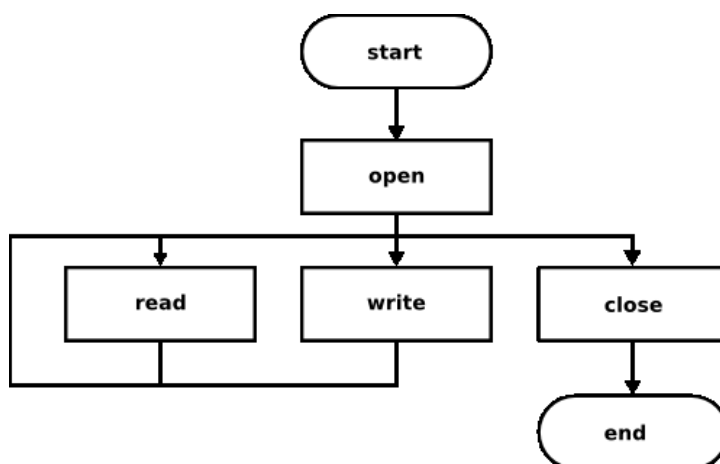 start
open
read
write
close
end